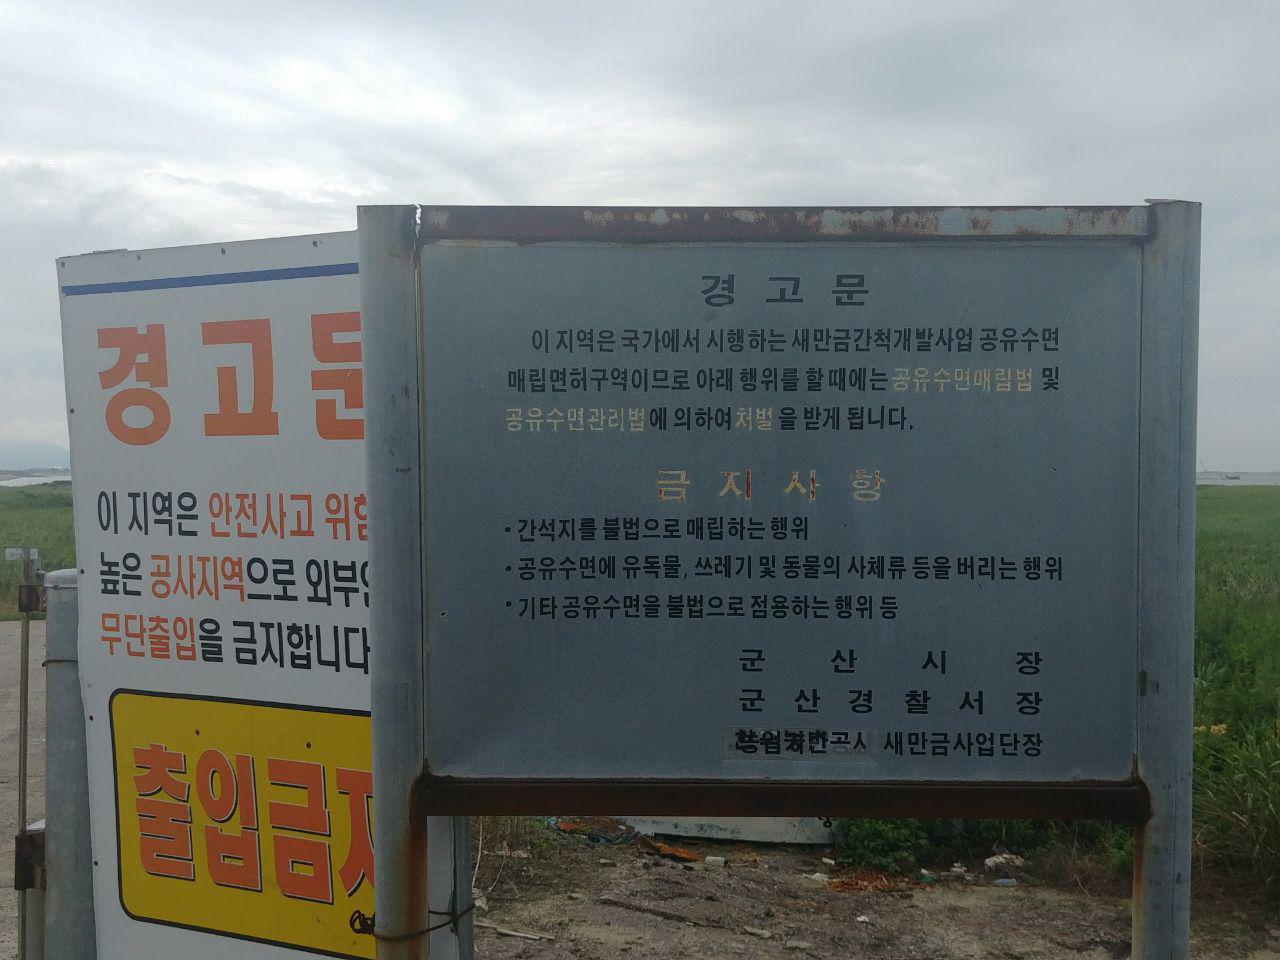 경고문
이 지역은 안전사고 위험
높은 공사지역으로 외부
무단출입을 금지합니다
출입금지
경 고 문
이 지역은 국가에서 시행하는 새만금간척개발사업 공유수면
매립면허구역이므로 아래 행위를 할 때에는 공유수면매립법 및
공유수면관리법에 의하여 처벌을 받게 됩니다.
금 지 사 항
• 간석지를 불법으로 매립하는 행위
• 공유수면에 유독물, 쓰레기 및 동물의 사체류 등을 버리는 행위
• 기타 공유수면을 불법으로 점용하는 행위 등
군 산 시 장
군 산 경 찰 서 장
새만금사업단장